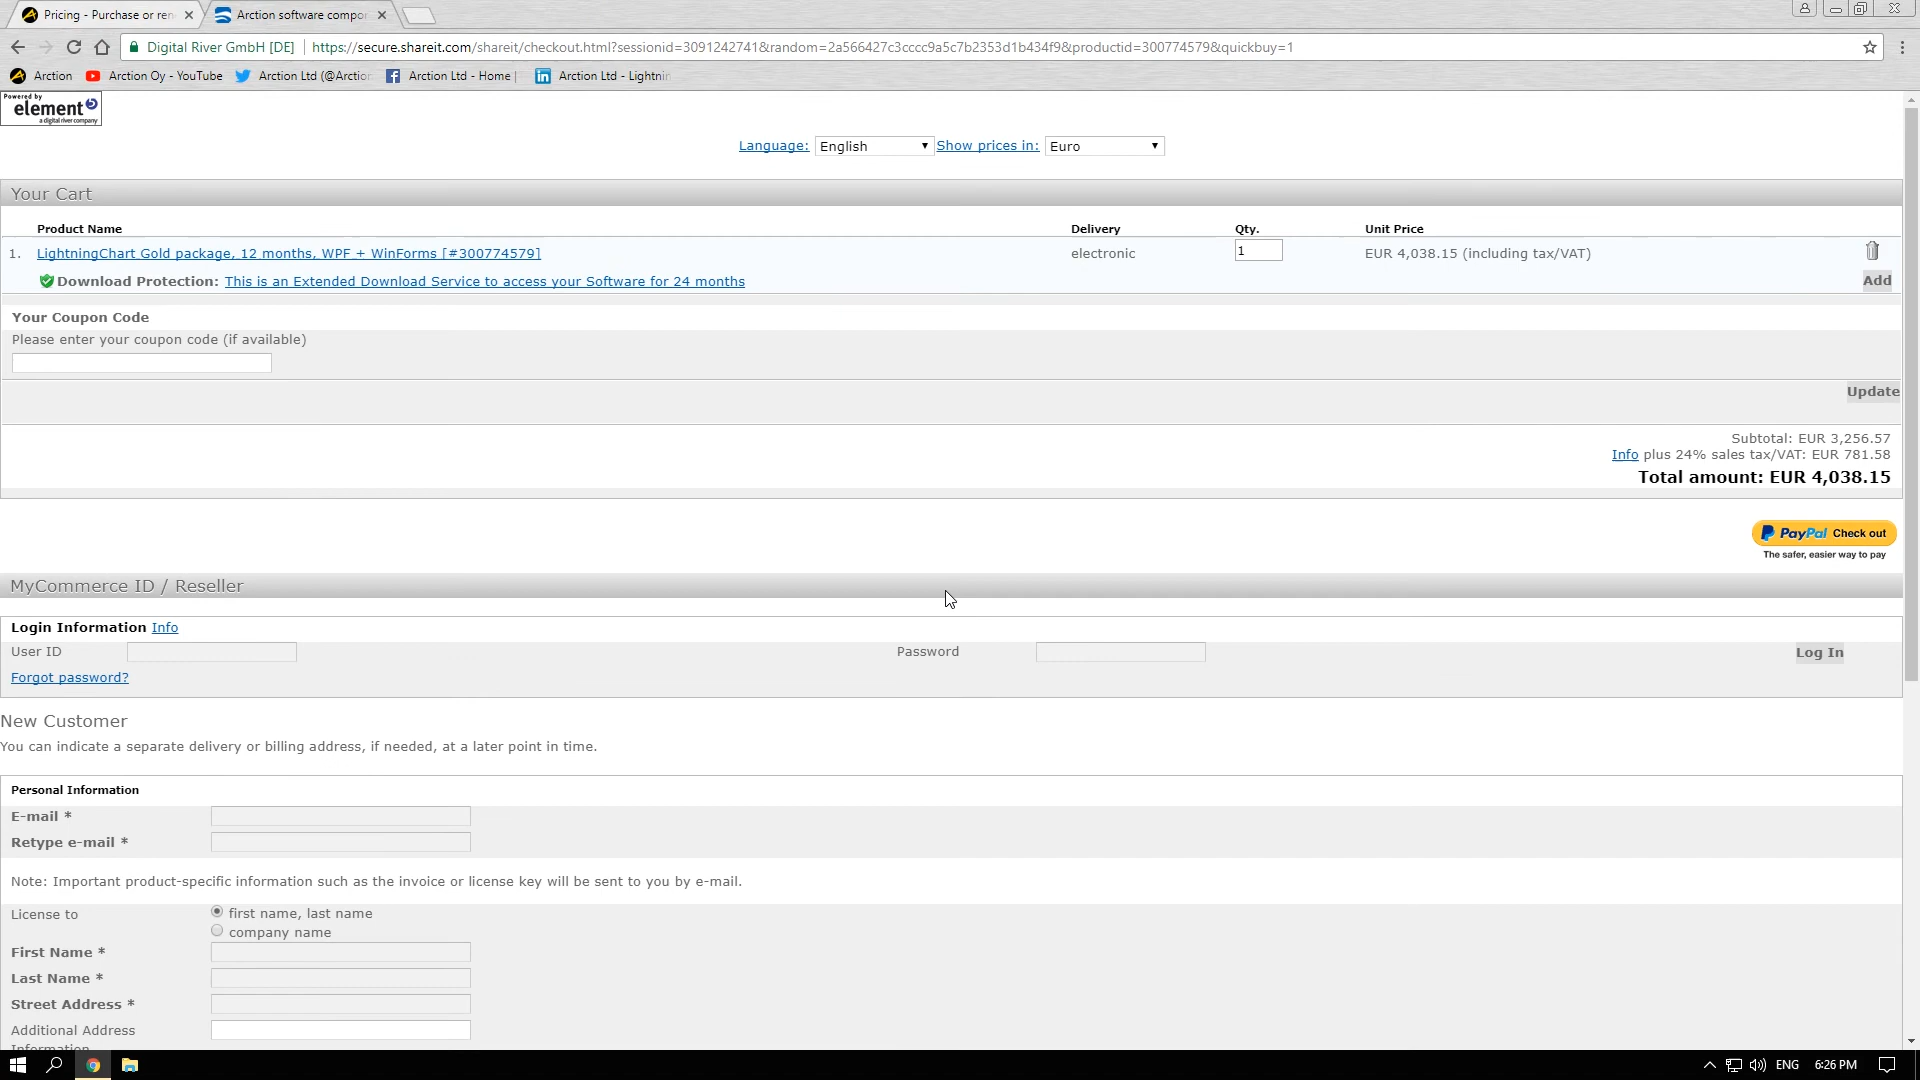 Pricing - Purchase or ren
Arction software compo
Digital River GmbH [DE]
https://secure.shareit.com/shareit/checkout.html?sessionid=3091242741&random=2a566427c3cccc9a5c7b2353d1b434f9&productid=300774579&quickbuy=1
Arction
Arction Oy - YouTube
Arction Ltd (@Arctio
Arction Ltd - Home |
Arction Ltd - Lightni
Powered by
element 5
a digital river company
Language:
English
Show prices in:
Euro
Your Cart
Product Name
Delivery
Qty.
Unit Price
1. LightningChart Gold package, 12 months, WPF + WinForms [#300774579]
electronic
1
EUR 4,038.15 (including tax/VAT)
Download Protection: This is an Extended Download Service to access your Software for 24 months
Add
Your Coupon Code
Please enter your coupon code (if available)
Update
Subtotal: EUR 3,256.57
Info plus 24% sales tax/VAT: EUR 781.58
Total amount: EUR 4,038.15
PayPal Check out
The safer, easier way to pay
MyCommerce ID / Reseller
Login Information Info
User ID
Password
Log In
Forgot password?
New Customer
You can indicate a separate delivery or billing address, if needed, at a later point in time.
Personal Information
E-mail *
Retype e-mail *
Note: Important product-specific information such as the invoice or license key will be sent to you by e-mail.
License to
first name, last name
company name
First Name *
Last Name *
Street Address *
Additional Address
Information
ENG
6:26 PM